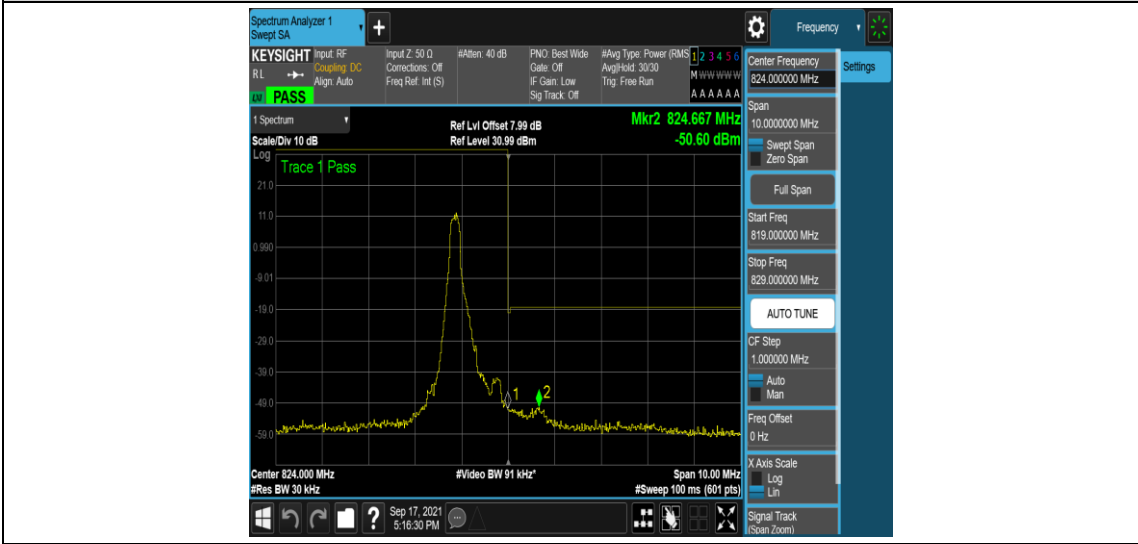 Spectrum Analyzer 1
Swept SA
Frequency
KEYSIGHT
RL
PASS
Input: RF
Coupling: DC
Align: Auto
Input Z: 50 Ω
Corrections: Off
Freq Ref: Int (S)
#Atten: 40 dB
PNO: Best Wide
Gate: Off
IF Gain: Low
Sig Track: Off
#Avg Type: Power (RMS
Avg|Hold: 30/30
Trig: Free Run
1 2 3 4 5 6
M W W W W W
A A A A A A
1 Spectrum
Scale/Div 10 dB
Ref Lvl Offset 7.99 dB
Ref Level 30.99 dBm
Mkr2 824.667 MHz
-50.60 dBm
Log
Trace 1 Pass
21.0
11.0
0.990
-9.01
-19.0
-29.0
-39.0
-49.0
-59.0
1
2
Center 824.000 MHz
#Res BW 30 kHz
#Video BW 91 kHz*
Span 10.00 MHz
#Sweep 100 ms (601 pts)
Sep 17, 2021
5:16:30 PM
Center Frequency
824.000000 MHz
Settings
Span
10.0000000 MHz
Swept Span
Zero Span
Full Span
Start Freq
819.000000 MHz
Stop Freq
829.000000 MHz
AUTO TUNE
CF Step
1.000000 MHz
Auto
Man
Freq Offset
0 Hz
X Axis Scale
Log
Lin
Signal Track
(Span Zoom)